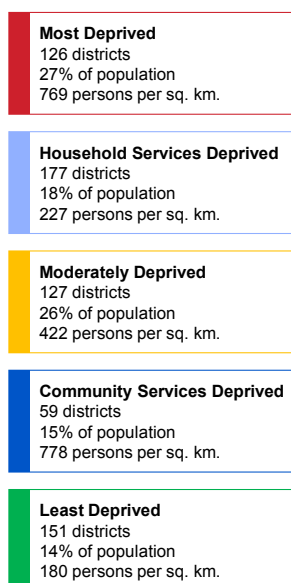 Most Deprived
126 districts
27% of population
769 persons per sq. km.
Household Services Deprived
177 districts
18% of population
227 persons per sq. km.
Moderately Deprived
127 districts
26% of population
422 persons per sq. km.
Community Services Deprived
59 districts
15% of population
778 persons per sq. km.
Least Deprived
151 districts
14% of population
180 persons per sq. km.